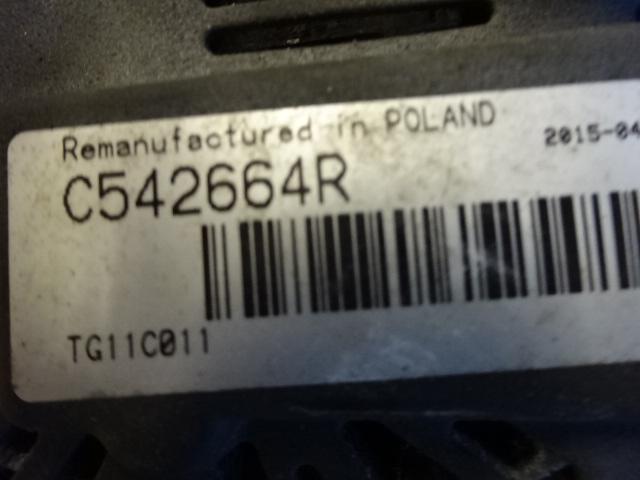 Remanufactured in POLAND 2015-04
C542664R
TG11C011